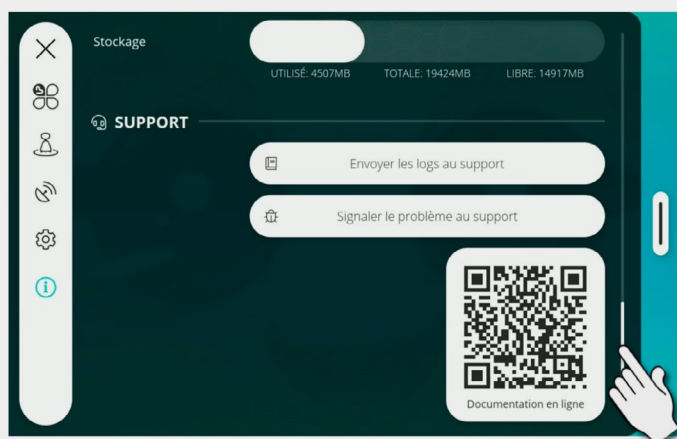 Stockage
UTILISÉ: 4507MB TOTALE: 19424MB LIBRE: 14917MB
SUPPORT
Envoyer les logs au support
Signaler le problème au support
Documentation en ligne